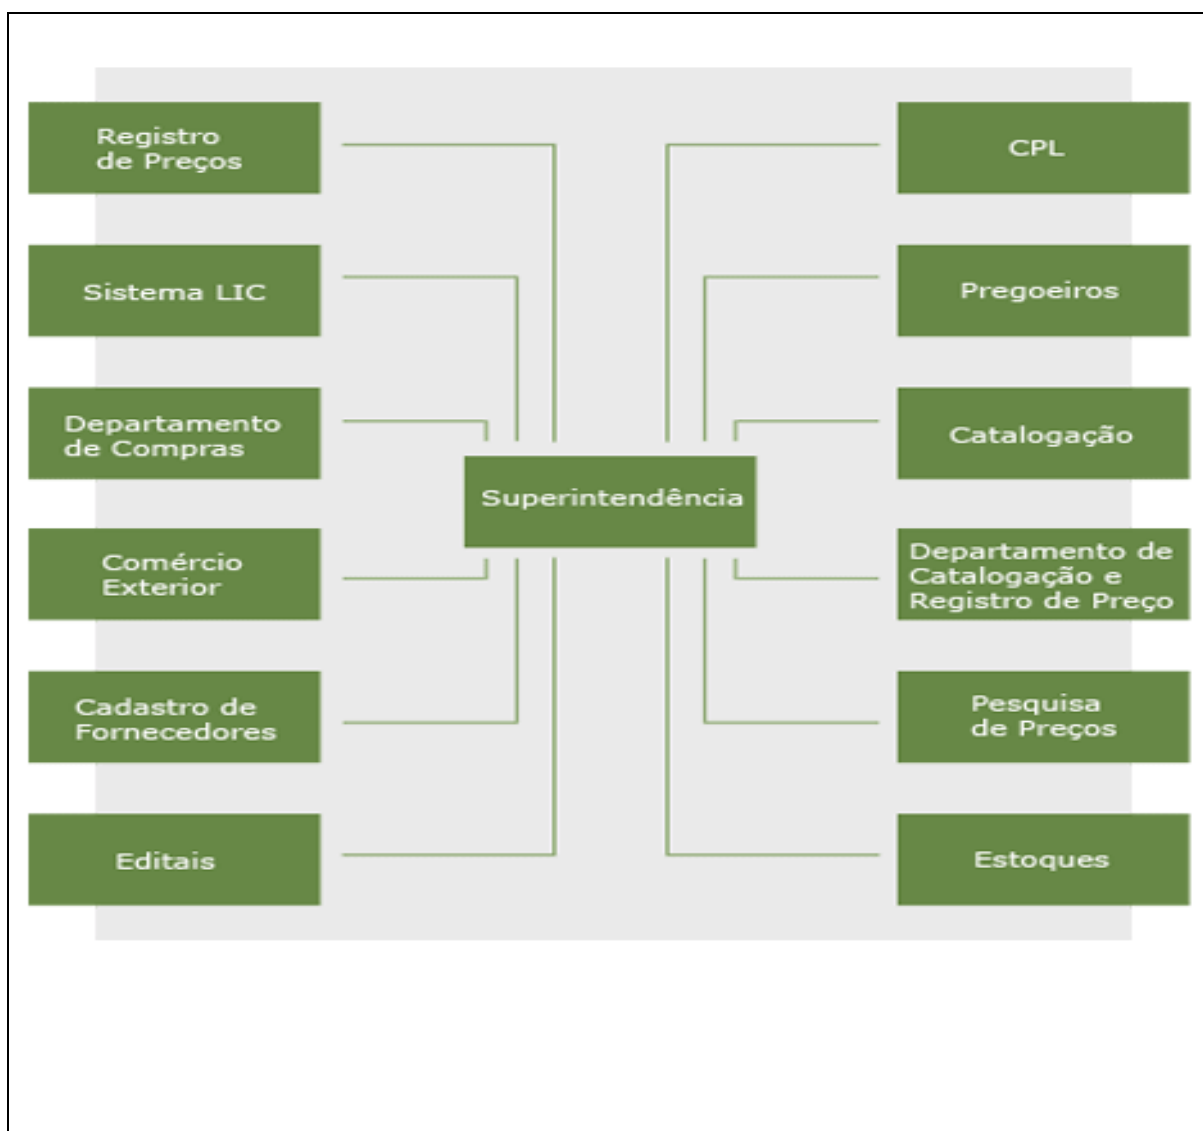 Registro
de Preços
Sistema LIC
Departamento
de Compras
Comércio
Exterior
Cadastro de
Fornecedores
Editais
Superintendência
CPL
Pregoeiros
Catalogação
Departamento de
Catalogação e
Registro de Preço
Pesquisa
de Preços
Estoques